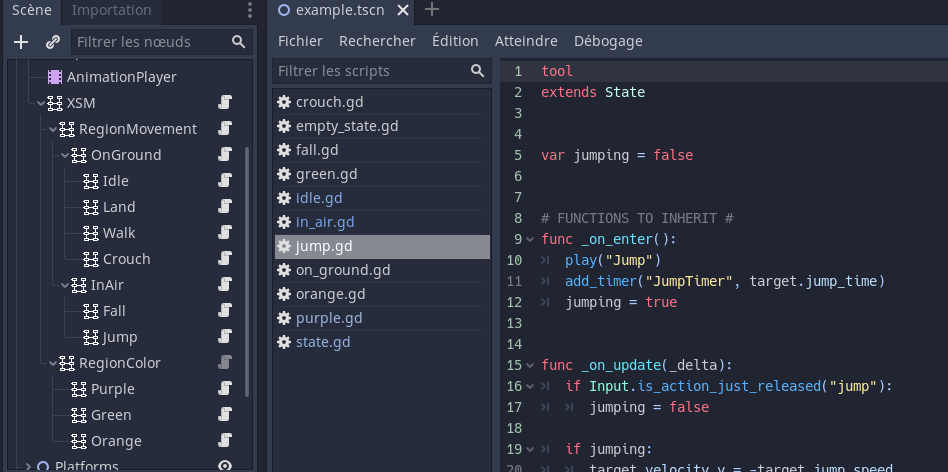 Scène
Importation
Filtrer les nœuds
AnimationPlayer
XSM
RegionMovement
OnGround
Idle
Land
Walk
Crouch
InAir
Fall
Jump
RegionColor
Purple
Green
Orange
Platforms
example.tscn
Fichier Rechercher Édition Atteindre Débogage
Filtrer les scripts
crouch.gd
empty_state.gd
fall.gd
green.gd
idle.gd
in_air.gd
jump.gd
on_ground.gd
orange.gd
purple.gd
state.gd
1 tool
2 extends State
3
4
5 var jumping = false
6
7
8 # FUNCTIONS TO INHERIT #
9 func _on_enter():
10 play("Jump")
11 add_timer("JumpTimer", target.jump_time)
12 jumping = true
13
14
15 func _on_update(_delta):
16 if Input.is_action_just_released("jump"):
17 jumping = false
18
19 if jumping:
20 target.velocity.y = -target.jump_speed